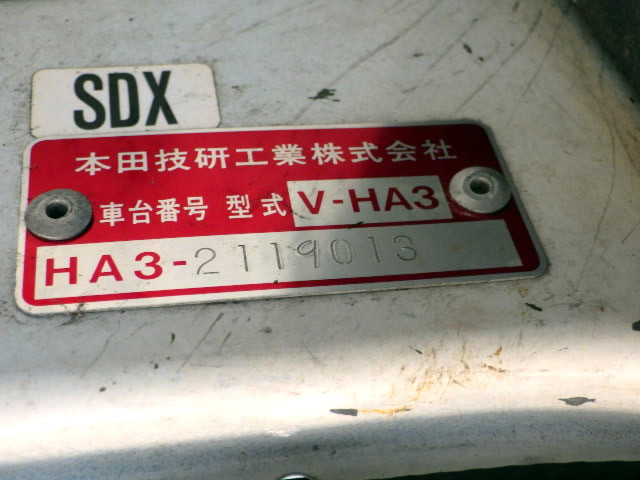 SDX
本田技研工業株式会社
車台番号 型式 V-HA3
HA3-2119013